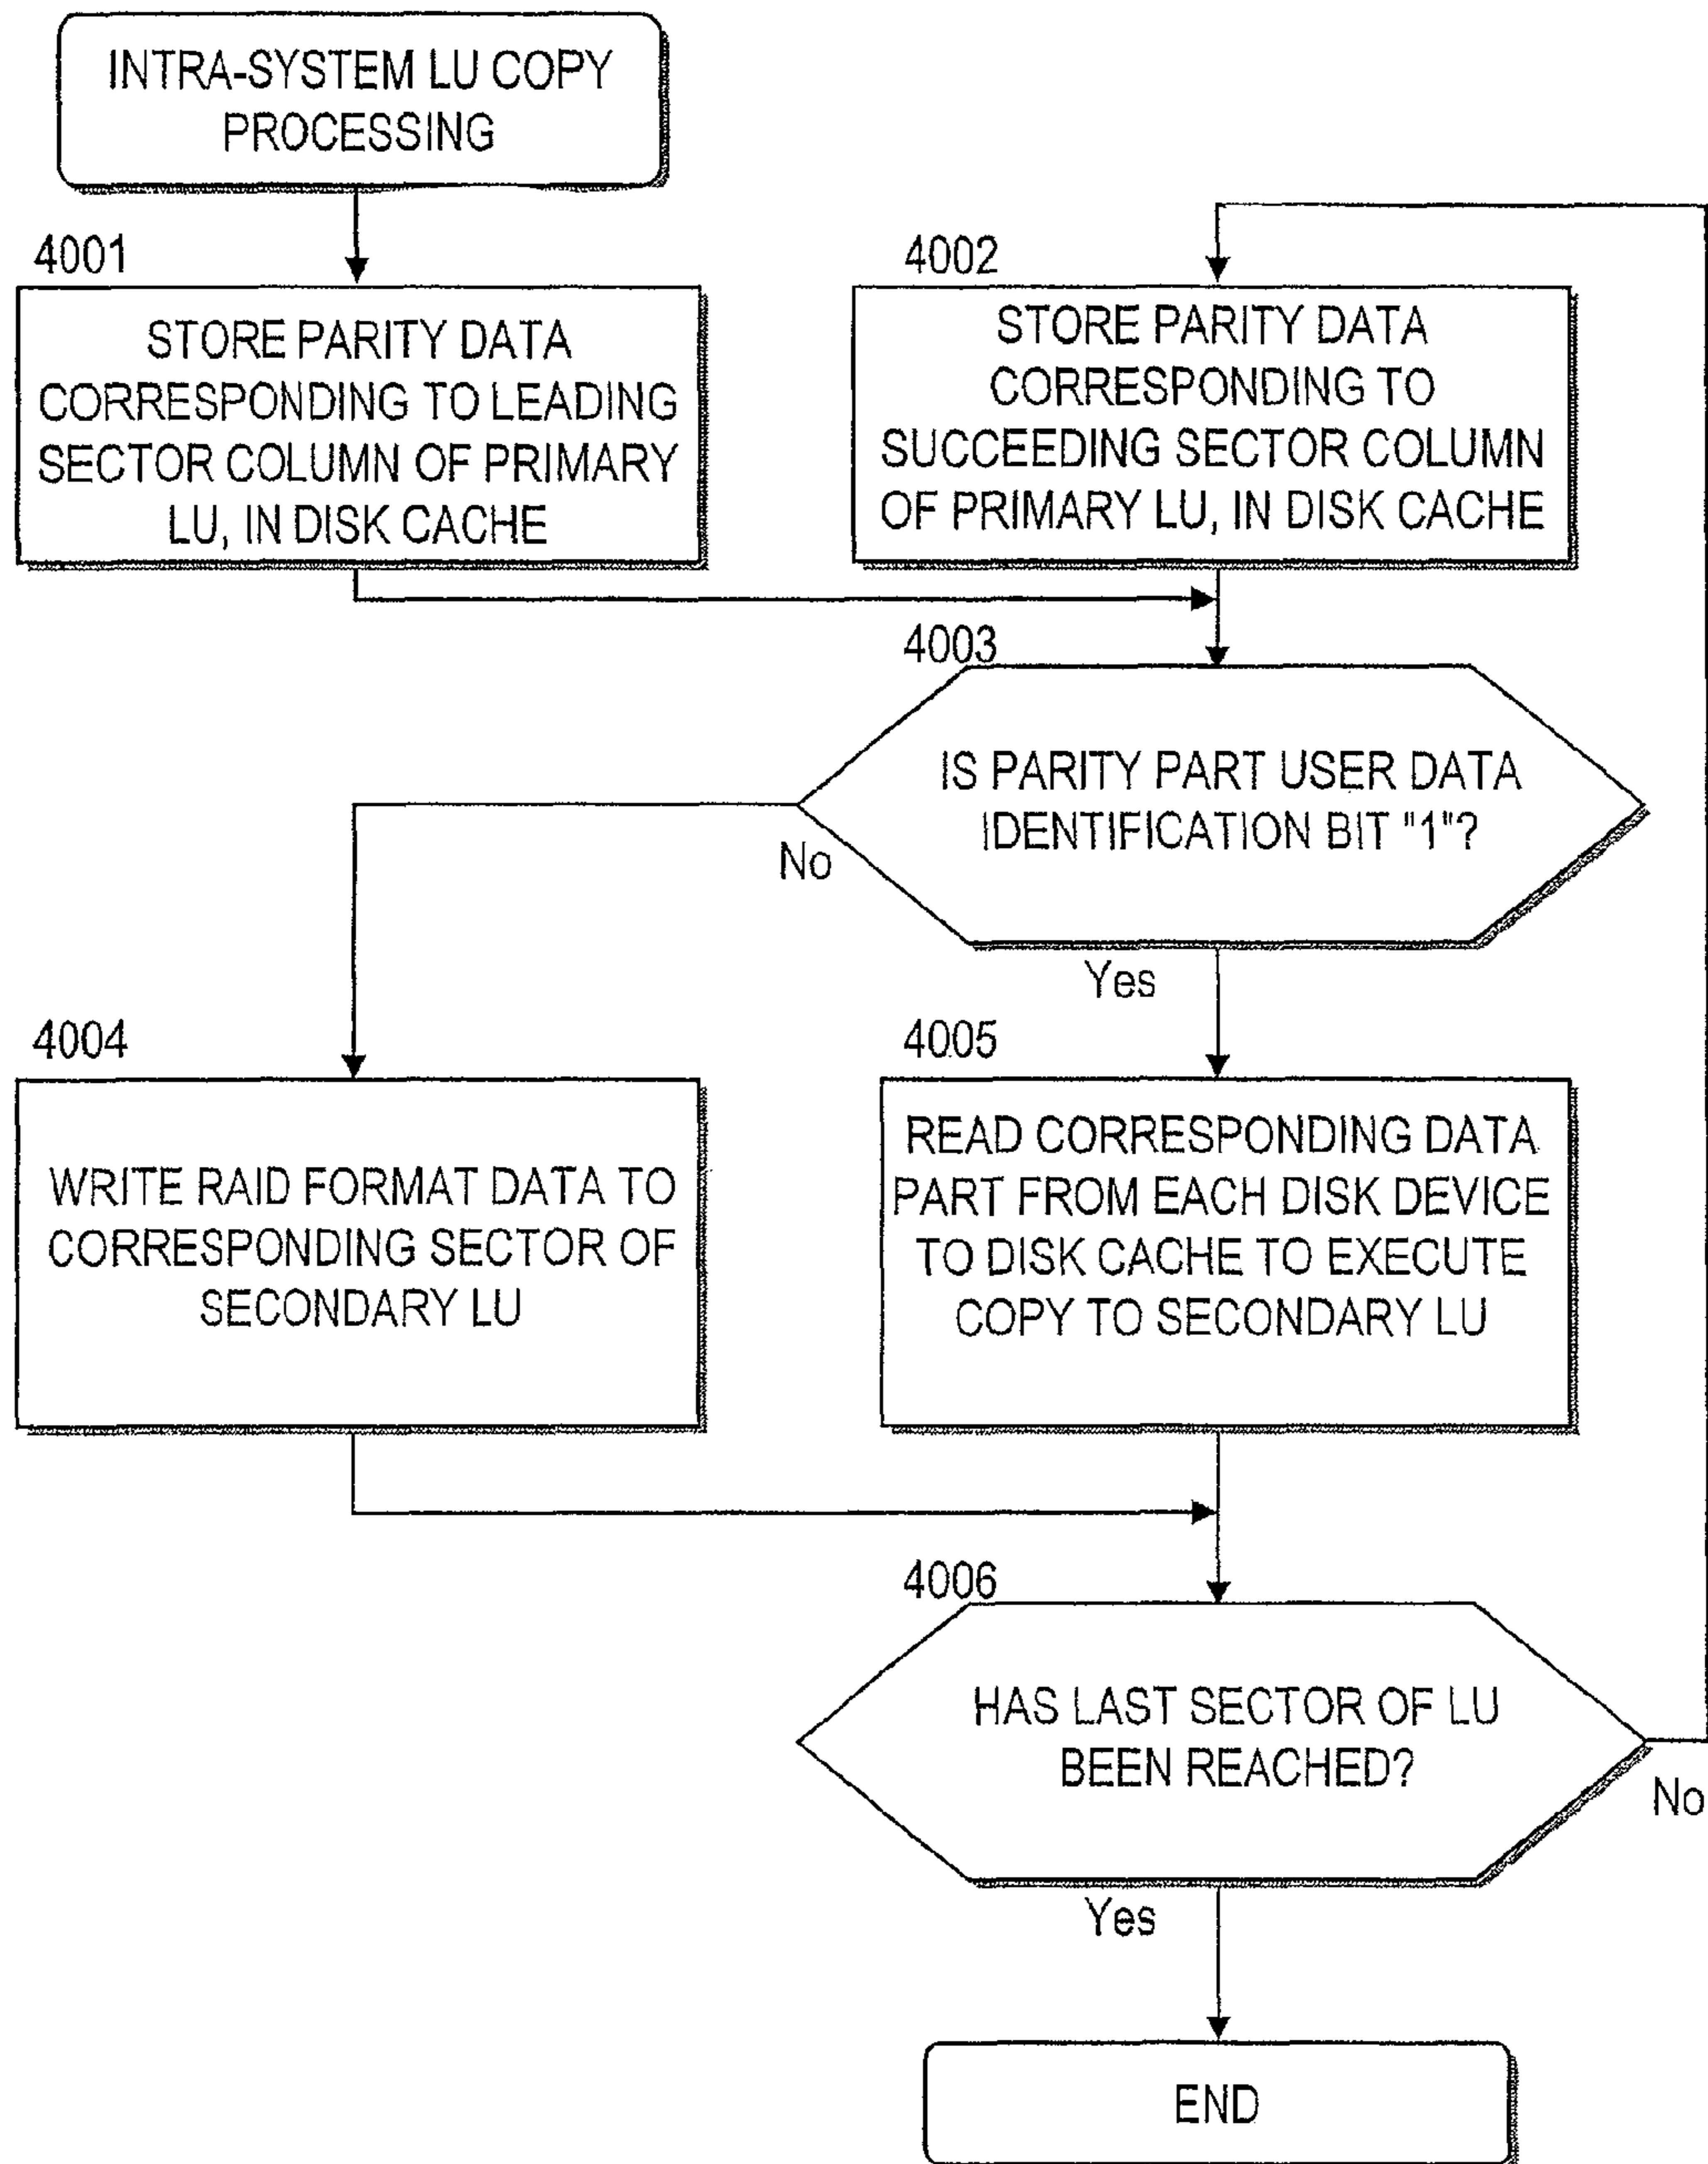 INTRA-SYSTEM LU COPY
PROCESSING
4001
STORE PARITY DATA
CORRESPONDING TO LEADING
SECTOR COLUMN OF PRIMARY
LU, IN DISK CACHE
4002
STORE PARITY DATA
CORRESPONDING TO
SUCCEEDING SECTOR COLUMN
OF PRIMARY LU, IN DISK CACHE
4003
IS PARITY PART USER DATA
IDENTIFICATION BIT "1"?
No
Yes
4004
WRITE RAID FORMAT DATA TO
CORRESPONDING SECTOR OF
SECONDARY LU
4005
READ CORRESPONDING DATA
PART FROM EACH DISK DEVICE
TO DISK CACHE TO EXECUTE
COPY TO SECONDARY LU
4006
HAS LAST SECTOR OF LU
BEEN REACHED?
No
Yes
END